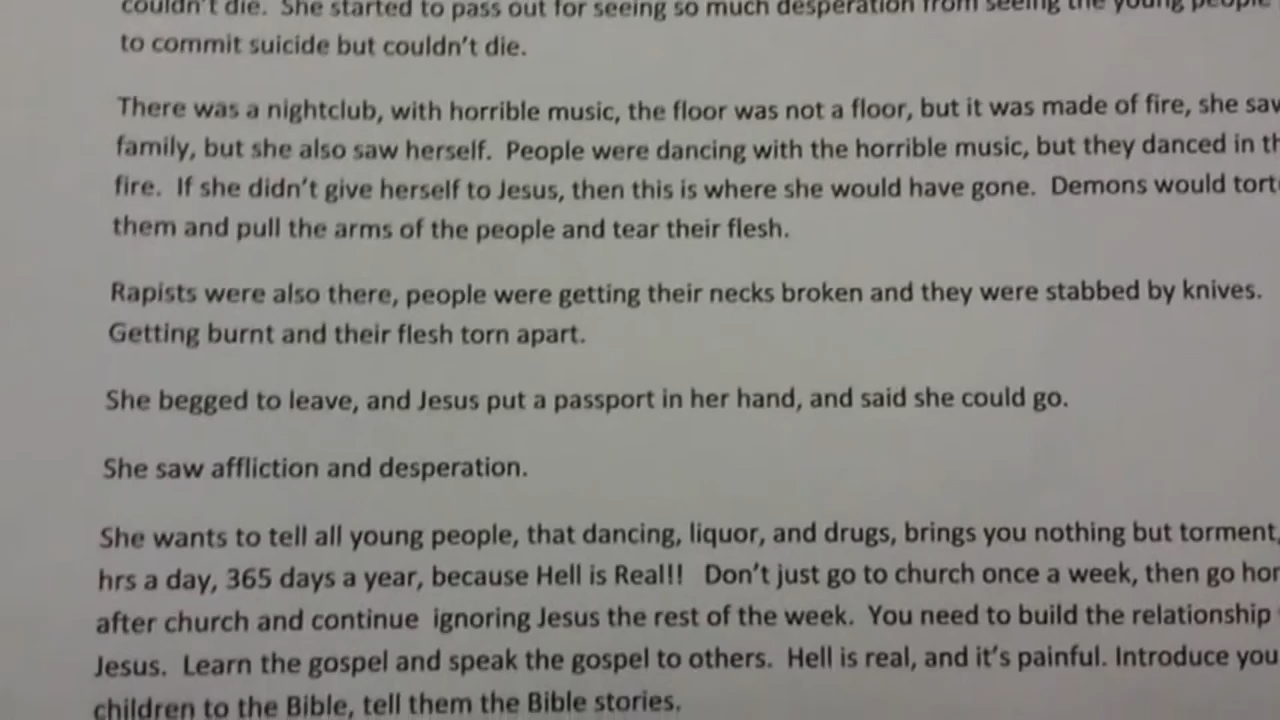 couldn't die.  She started to pass out for seeing so much desperation from seeing the young people
to commit suicide but couldn't die.
There was a nightclub, with horrible music, the floor was not a floor, but it was made of fire, she saw
family, but she also saw herself.  People were dancing with the horrible music, but they danced in th
fire.  If she didn't give herself to Jesus, then this is where she would have gone.  Demons would tort
them and pull the arms of the people and tear their flesh.
Rapists were also there, people were getting their necks broken and they were stabbed by knives.
Getting burnt and their flesh torn apart.
She begged to leave, and Jesus put a passport in her hand, and said she could go.
She saw affliction and desperation.
She wants to tell all young people, that dancing, liquor, and drugs, brings you nothing but torment,
hrs a day, 365 days a year, because Hell is Real!!!  Don't just go to church once a week, then go hor
after church and continue  ignoring Jesus the rest of the week.  You need to build the relationship
Jesus.  Learn the gospel and speak the gospel to others.  Hell is real, and it's painful. Introduce you
children to the Bible, tell them the Bible stories.